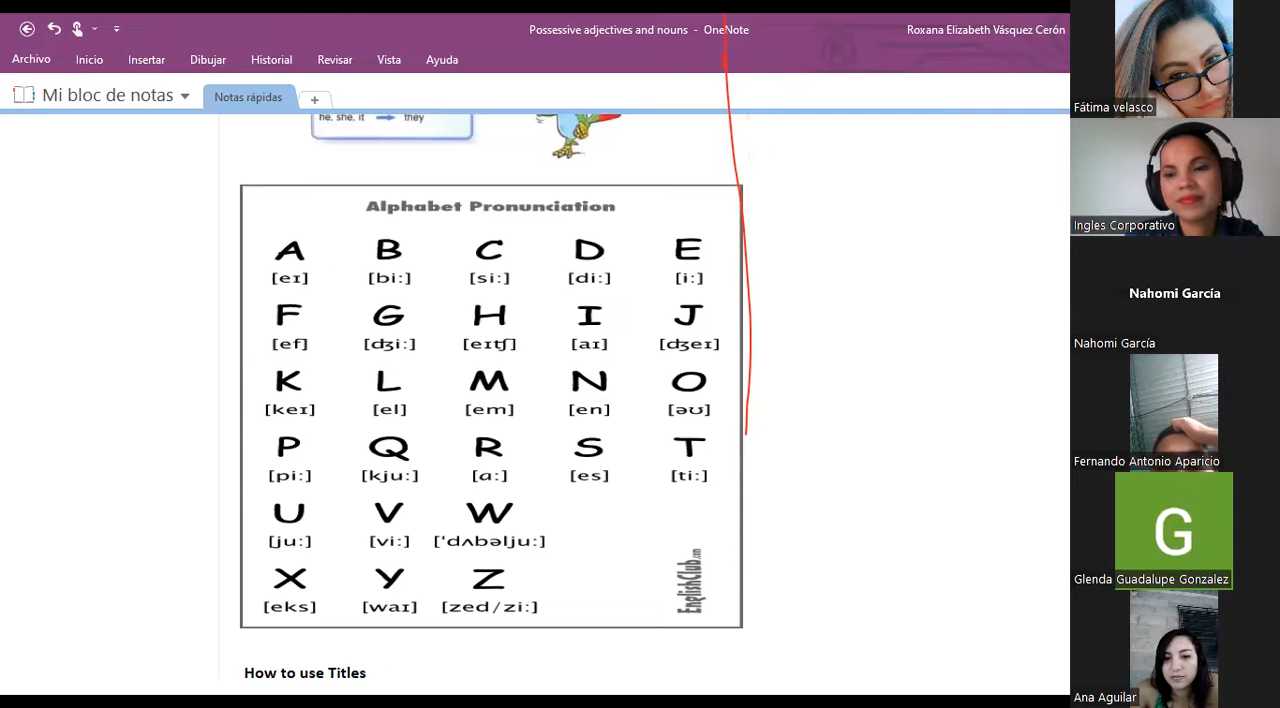 Possessive adjectives and nouns - OneNote
Roxana Elizabeth Vásquez Cerón
Archivo Inicio Insertar Dibujar Historial Revisar Vista Ayuda
Mi bloc de notas
Notas rápidas
+
he, she, it they
Alphabet Pronunciation
A B C D E
[eɪ] [bi:] [si:] [di:] [i:]
F G H I J
[ef] [ʤi:] [eɪʧ] [aɪ] [ʤeɪ]
K L M N O
[keɪ] [el] [em] [en] [əʊ]
P Q R S T
[pi:] [kju:] [a:] [es] [ti:]
U V W
[ju:] [vi:] ['dʌbəlju:]
X Y Z
[eks] [waɪ] [zed/zi:]
EnglishClub.com
How to use Titles
Fátima velasco
Ingles Corporativo
Nahomi García
Nahomi García
Fernando Antonio Aparicio
G
Glenda Guadalupe Gonzalez
Ana Aguilar